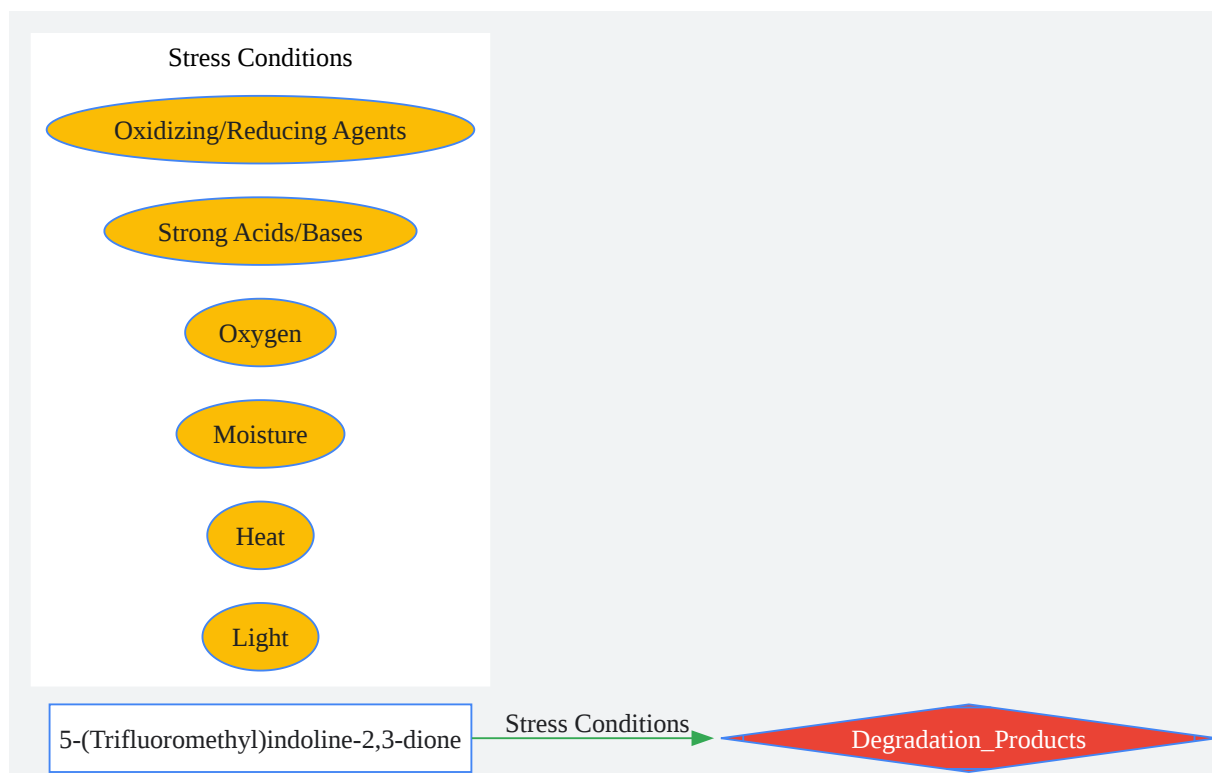 Stress Conditions
Oxidizing/Reducing Agents
Strong Acids/Bases
Oxygen
Moisture
Heat
Light
5-(Trifluoromethyl)indoline-2,3-dione
Stress Conditions
Degradation_Products